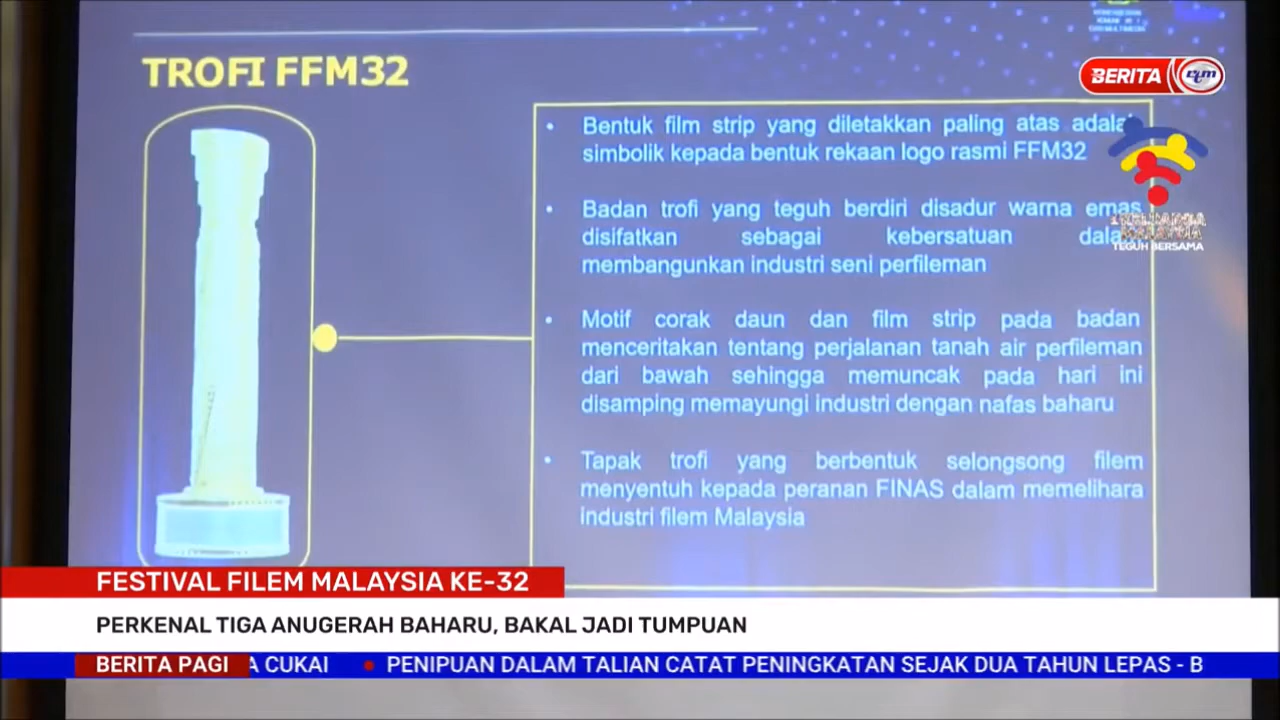 TROFI FFM32
BERITA rtm
• Bentuk film strip yang diletakkan paling atas adalah
simbolik kepada bentuk rekaan logo rasmi FFM32
• Badan trofi yang teguh berdiri disadur warna emas
disifatkan sebagai kebersatuan dalam
membangunkan industri seni perfileman
MALAYSIA
TEGUH BERSAMA
• Motif corak daun dan film strip pada badan
menceritakan tentang perjalanan tanah air perfileman
dari bawah sehingga memuncak pada hari ini
disamping memayungi industri dengan nafas baharu
• Tapak trofi yang berbentuk selongsong filem
menyentuh kepada peranan FINAS dalam memelihara
industri filem Malaysia
FESTIVAL FILEM MALAYSIA KE-32
PERKENAL TIGA ANUGERAH BAHARU, BAKAL JADI TUMPUAN
BERITA PAGI A CUKAI • PENIPUAN DALAM TALIAN CATAT PENINGKATAN SEJAK DUA TAHUN LEPAS - B